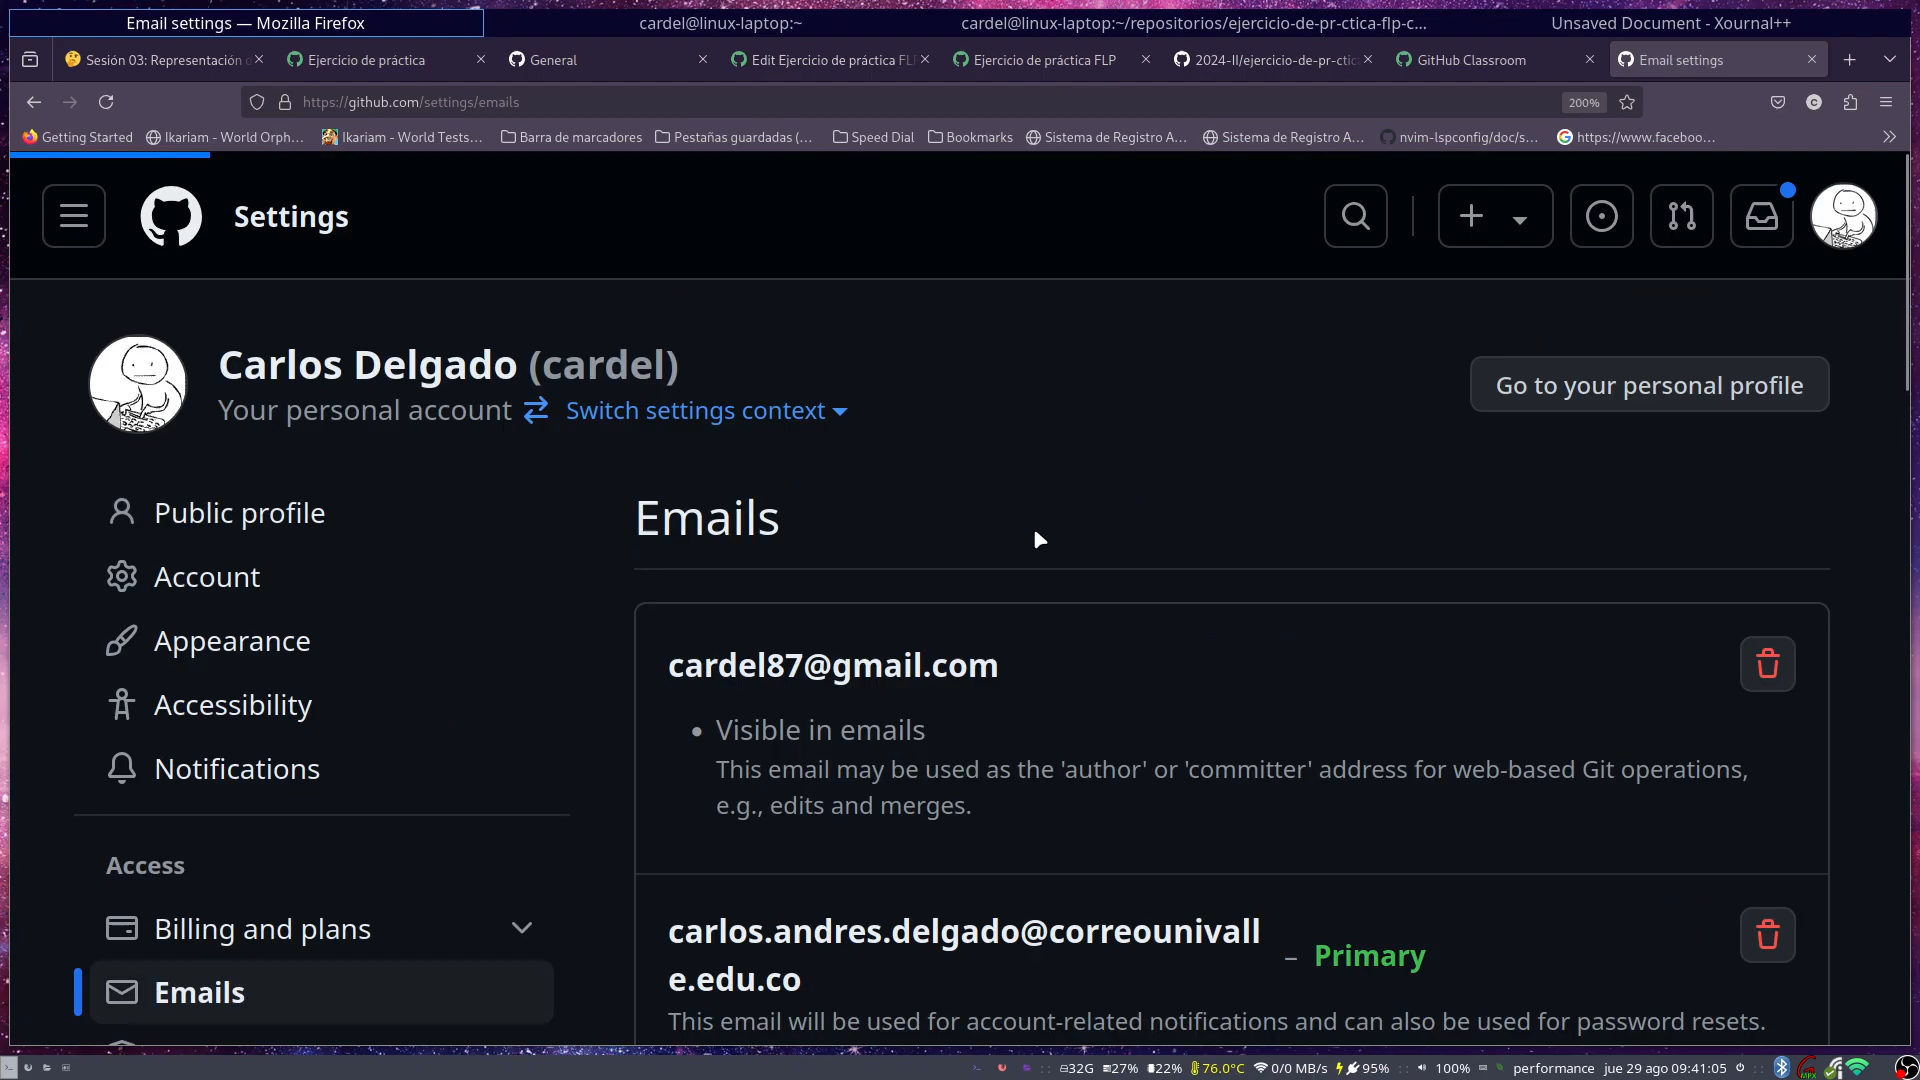 Email settings — Mozilla Firefox
cardel@linux-laptop:~
cardel@linux-laptop:~/repositorios/ejercicio-de-pr-ctica-flp-c...
Unsaved Document - Xournal++
Sesión 03: Representación d
Ejercicio de práctica
General
Edit Ejercicio de práctica FLP
Ejercicio de práctica FLP
2024-II/ejercicio-de-pr-ctic
GitHub Classroom
Email settings
https://github.com/settings/emails
200%
C
Getting Started
Ikariam - World Orph...
Ikariam - World Tests...
Barra de marcadores
Pestañas guardadas (...
Speed Dial
Bookmarks
Sistema de Registro A...
Sistema de Registro A...
nvim-lspconfig/doc/s...
https://www.faceboo...
Settings
Carlos Delgado (cardel)
Your personal account
Switch settings context
Go to your personal profile
Public profile
Account
Appearance
Accessibility
Notifications
Access
Billing and plans
Emails
Emails
cardel87@gmail.com
Visible in emails
This email may be used as the 'author' or 'committer' address for web-based Git operations,
e.g., edits and merges.
carlos.andres.delgado@correounivall
e.edu.co
– Primary
This email will be used for account-related notifications and can also be used for password resets.
32G
27%
22%
76.0°C
0/0 MB/s
95%
100%
performance
jue 29 ago 09:41:05